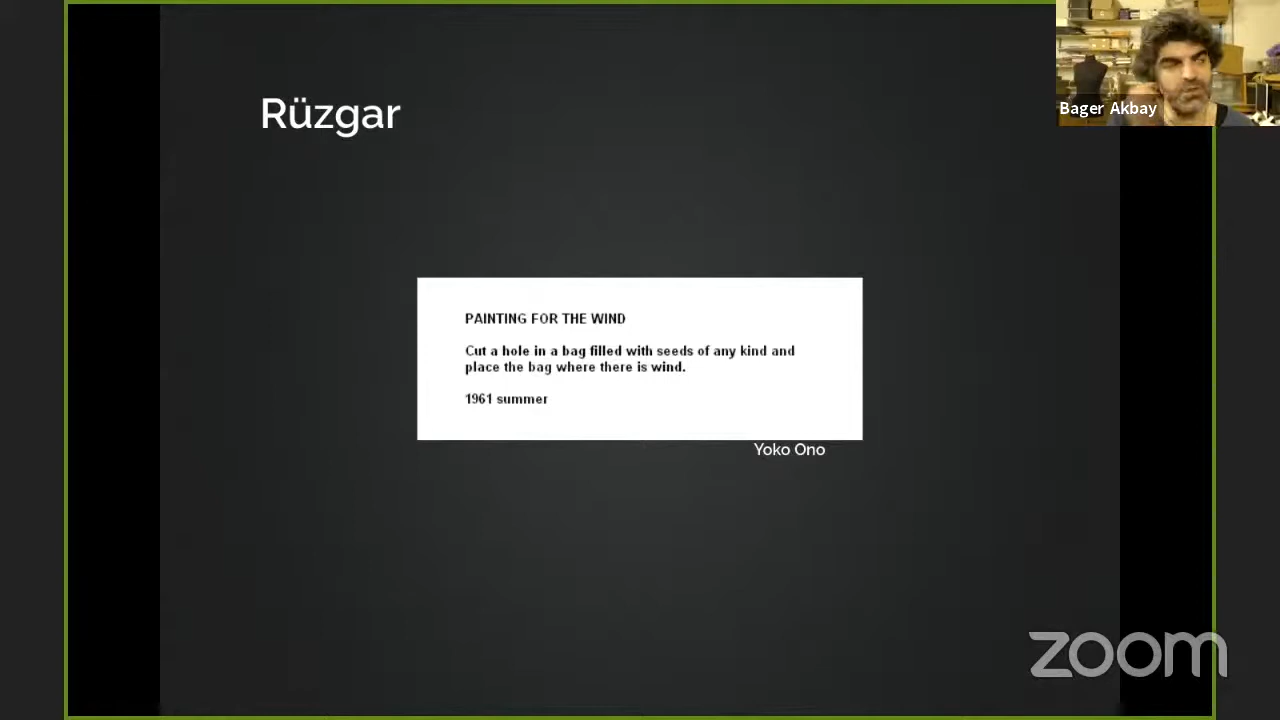 Rüzgar
Bager Akbay
PAINTING FOR THE WIND
Cut a hole in a bag filled with seeds of any kind and
place the bag where there is wind.
1961 summer
Yoko Ono
zoom